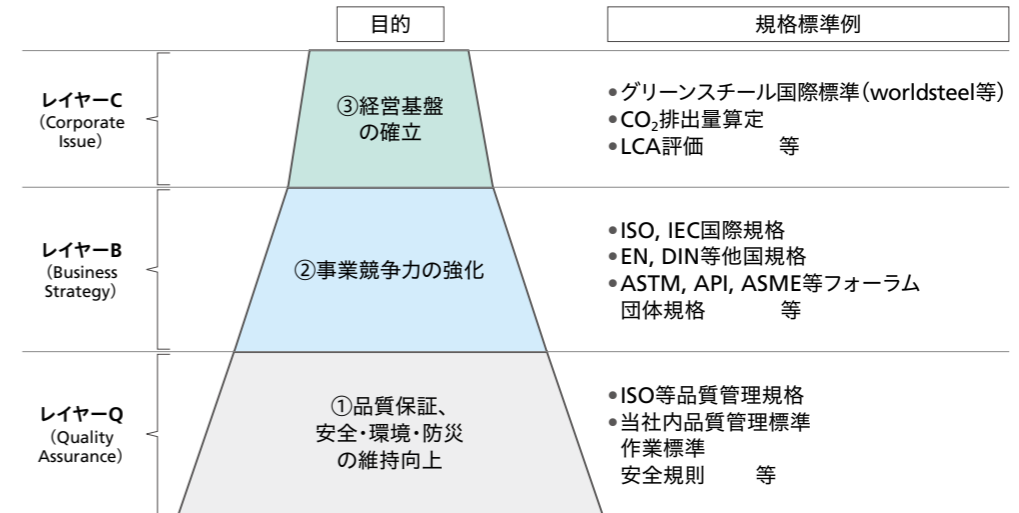 目的
規格標準例
レイヤーC
（Corporate
Issue）
③経営基盤
の確立
●グリーンスチール国際標準（worldsteel等）
●CO₂排出量算定
●LCA評価 等
レイヤーB
（Business
Strategy）
②事業競争力の強化
●ISO, IEC国際規格
●EN, DIN等他国規格
●ASTM, API, ASME等フォーラム
団体規格 等
レイヤーQ
（Quality
Assurance）
①品質保証、
安全・環境・防災
の維持向上
●ISO等品質管理規格
●当社内品質管理標準
作業標準
安全規則 等